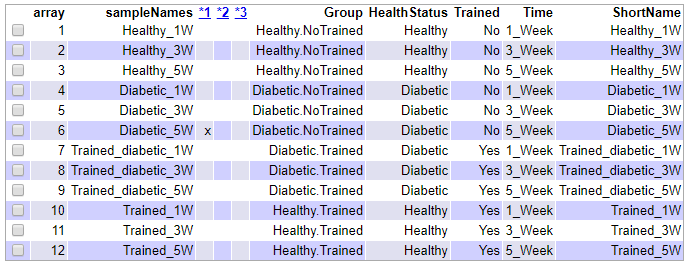 array sampleNames *1 *2 *3 Group HealthStatus Trained Time ShortName
1 Healthy_1W Healthy.NoTrained Healthy No 1_Week Healthy_1W
2 Healthy_3W Healthy.NoTrained Healthy No 3_Week Healthy_3W
3 Healthy_5W Healthy.NoTrained Healthy No 5_Week Healthy_5W
4 Diabetic_1W Diabetic.NoTrained Diabetic No 1_Week Diabetic_1W
5 Diabetic_3W Diabetic.NoTrained Diabetic No 3_Week Diabetic_3W
6 Diabetic_5W x Diabetic.NoTrained Diabetic No 5_Week Diabetic_5W
7 Trained_diabetic_1W Diabetic.Trained Diabetic Yes 1_Week Trained_diabetic_1W
8 Trained_diabetic_3W Diabetic.Trained Diabetic Yes 3_Week Trained_diabetic_3W
9 Trained_diabetic_5W Diabetic.Trained Diabetic Yes 5_Week Trained_diabetic_5W
10 Trained_1W Healthy.Trained Healthy Yes 1_Week Trained_1W
11 Trained_3W Healthy.Trained Healthy Yes 3_Week Trained_3W
12 Trained_5W Healthy.Trained Healthy Yes 5_Week Trained_5W